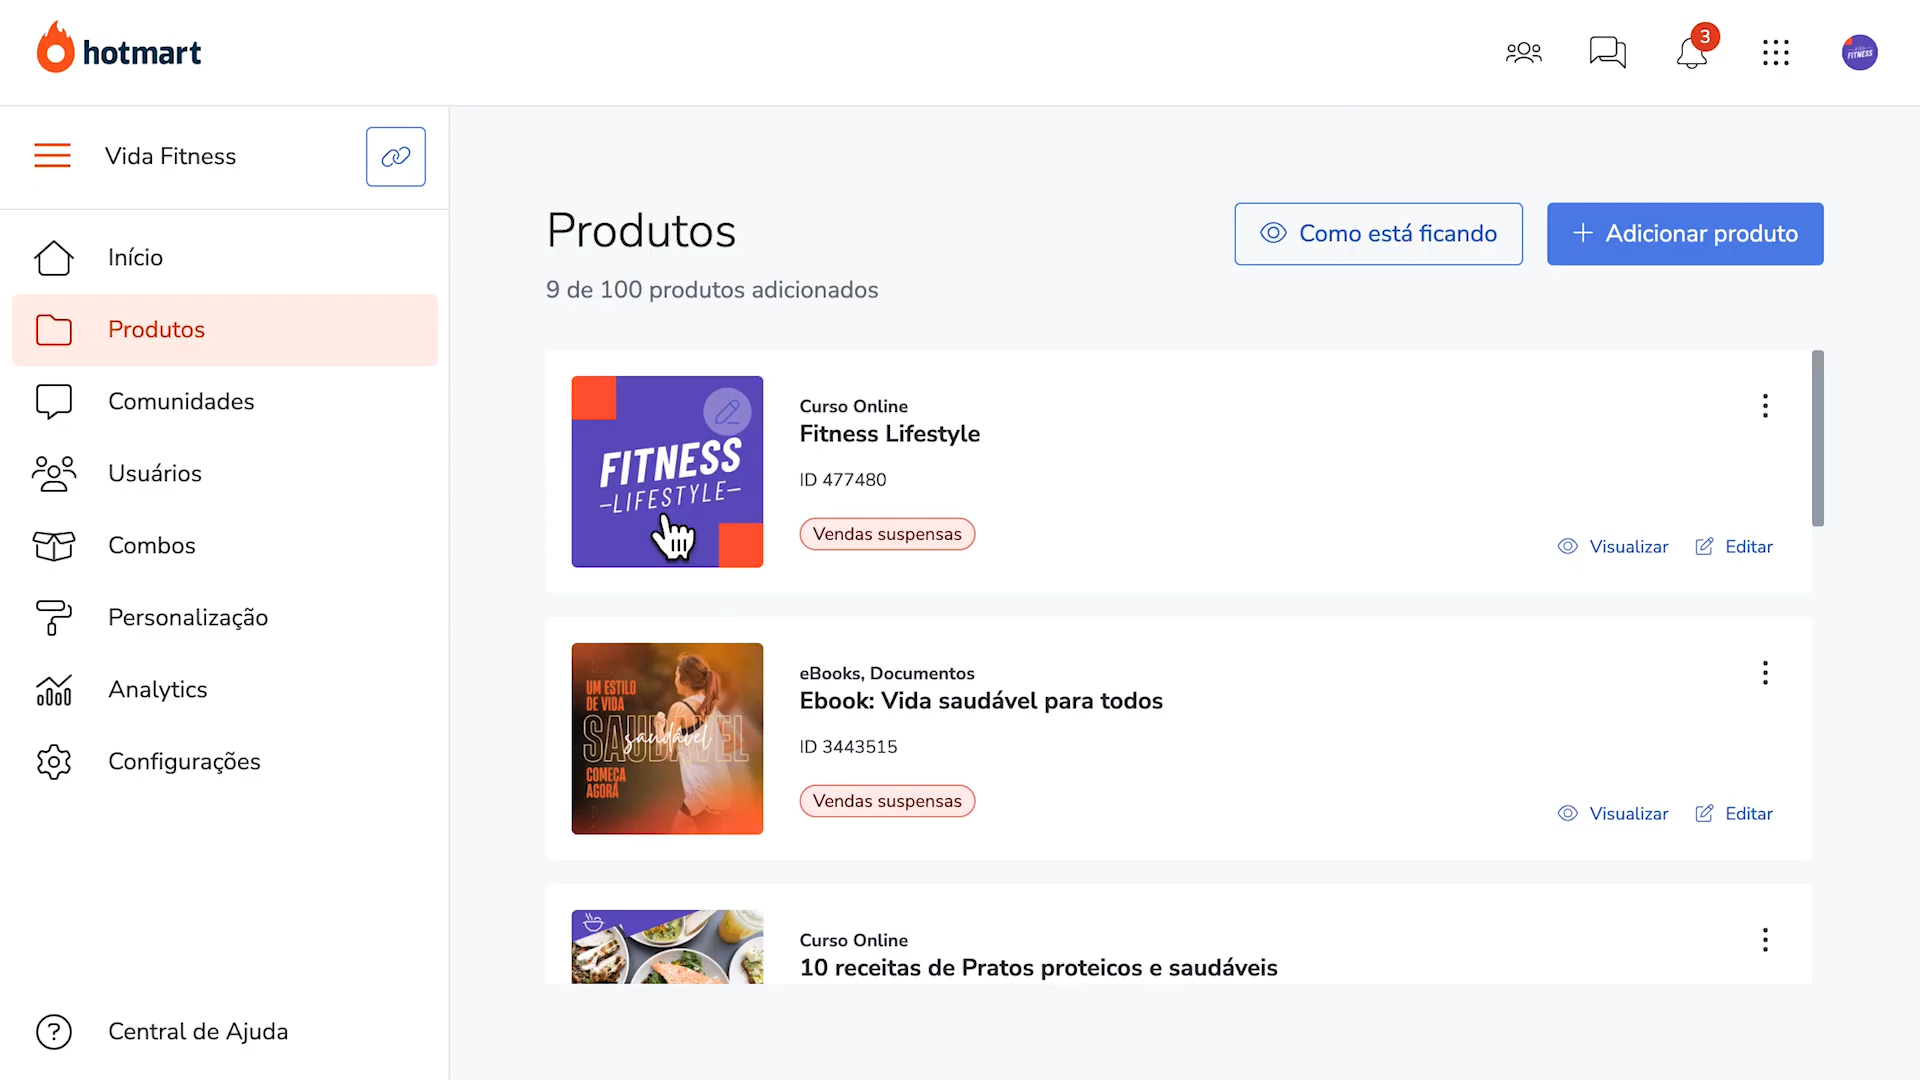 hotmart
3
FITNESS
Vida Fitness
Início
Produtos
Comunidades
Usuários
Combos
Personalização
Analytics
Configurações
Central de Ajuda
Produtos
9 de 100 produtos adicionados
Como está ficando
+ Adicionar produto
FITNESS
–LIFESTYLE–
Curso Online
Fitness Lifestyle
ID 477480
Vendas suspensas
Visualizar
Editar
UM ESTILO
DE VIDA
SAUDÁVEL
saudável
COMEÇA
AGORA
eBooks, Documentos
Ebook: Vida saudável para todos
ID 3443515
Vendas suspensas
Visualizar
Editar
Curso Online
10 receitas de Pratos proteicos e saudáveis